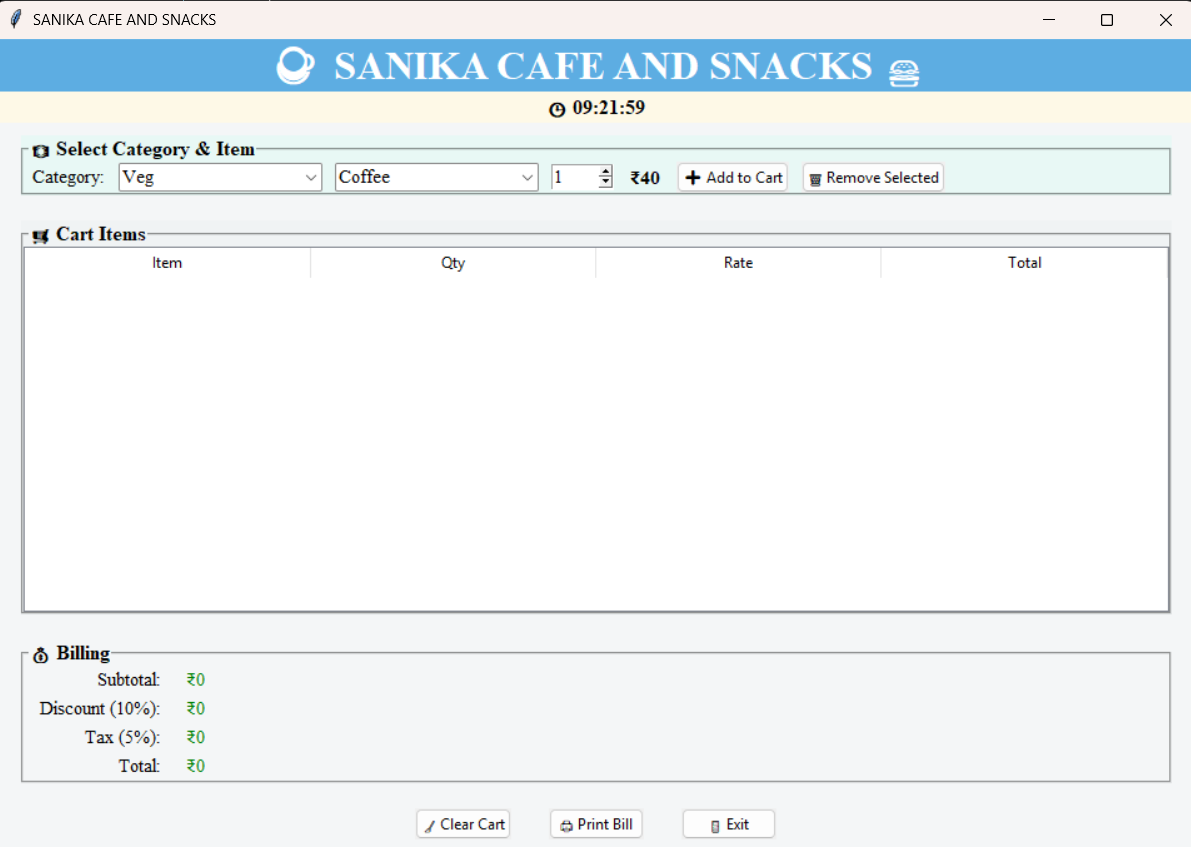 SANIKA CAFE AND SNACKS
SANIKA CAFE AND SNACKS
09:21:59
Select Category & Item
Category: Veg Coffee 1 ₹40 Add to Cart Remove Selected
Cart Items
Item Qty Rate Total
Billing
Subtotal: ₹0
Discount (10%): ₹0
Tax (5%): ₹0
Total: ₹0
Clear Cart Print Bill Exit